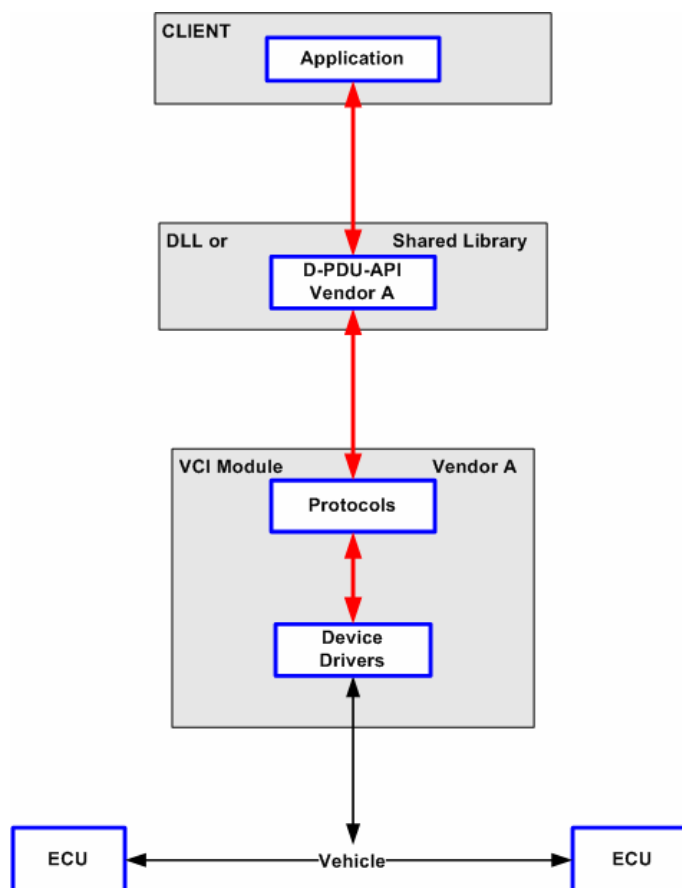 CLIENT
Application
DLL or Shared Library
D-PDU-API
Vendor A
VCI Module Vendor A
Protocols
Device
Drivers
ECU Vehicle ECU